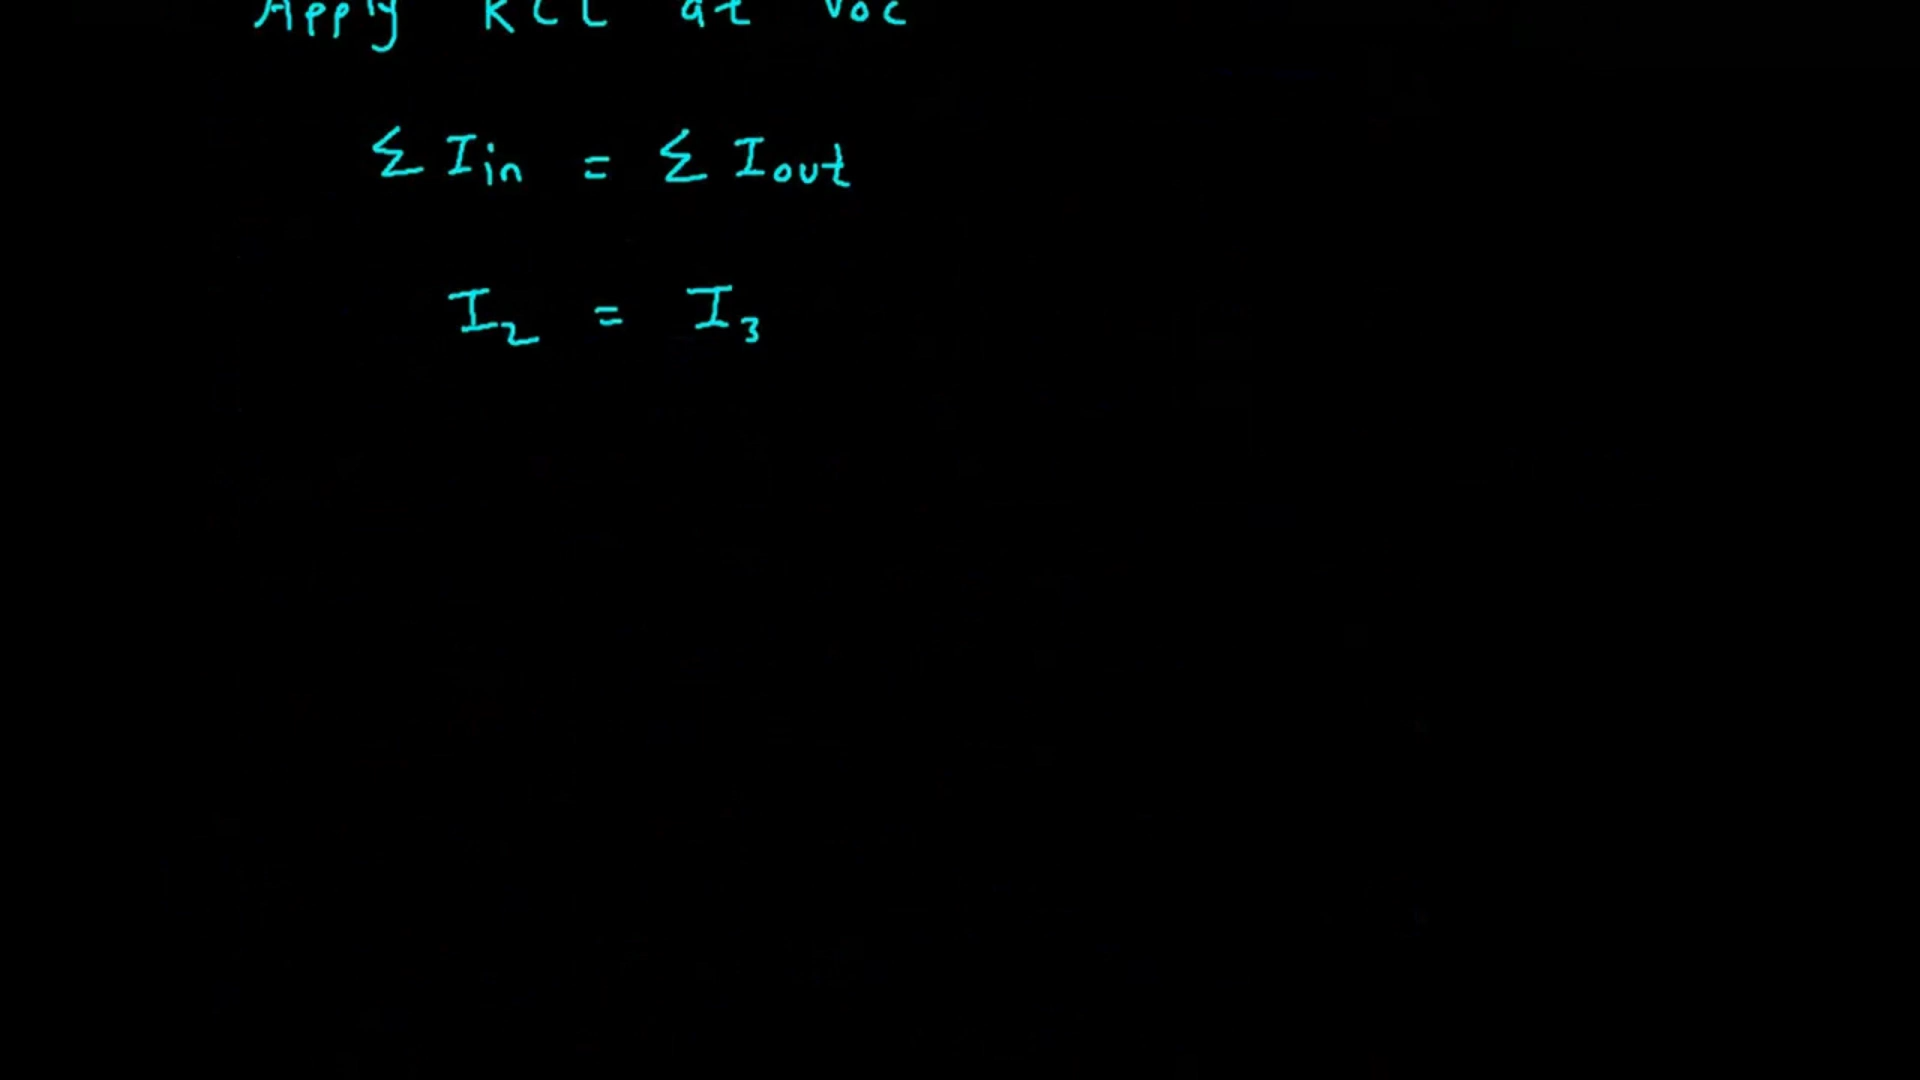 Apply KCL at Voc
Σ Iin = Σ Iout
I2 = I3